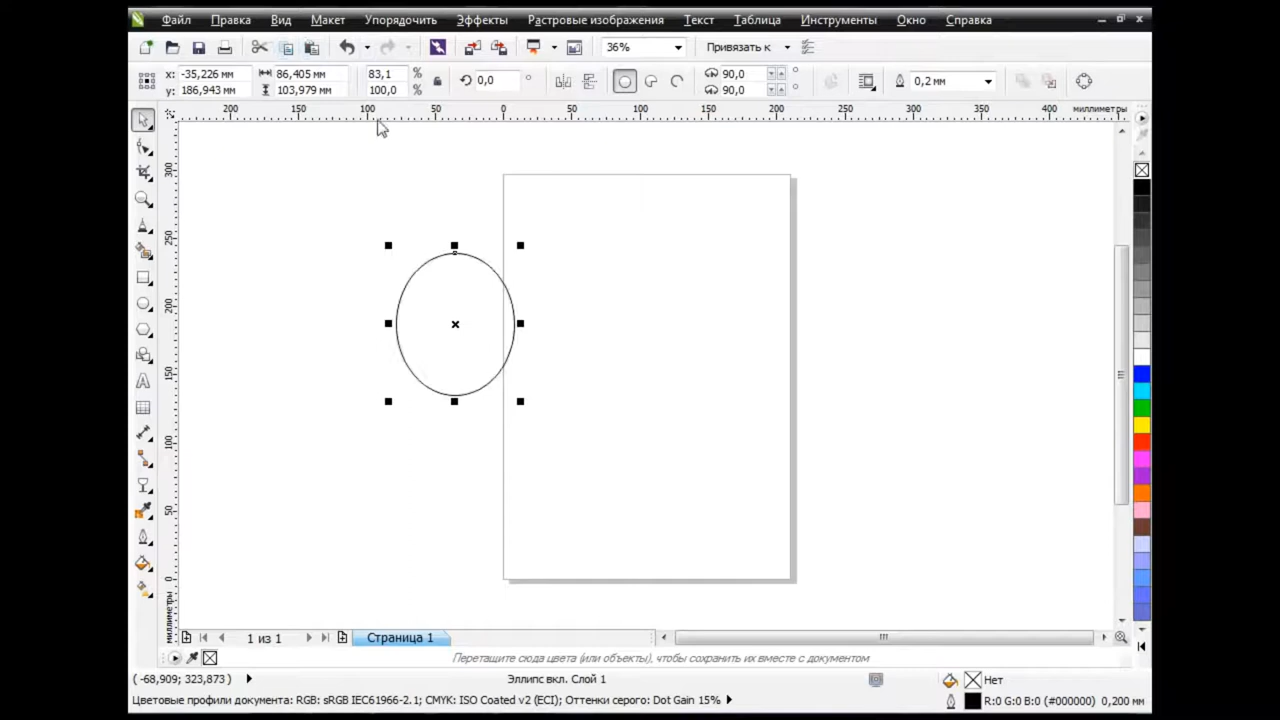 Файл Правка Вид Макет Упорядочить Эффекты Растровые изображения Текст Таблица Инструменты Окно Справка
36% Привязать к
x: -35,226 мм 86,405 мм 83,1 % 0,0 ° 90,0 ° 0,2 мм
y: 186,943 мм 103,979 мм 100,0 % 90,0
200 150 100 50 0 50 100 150 200 250 300 350 400 миллиметры
300
250
200
150
100
50
0
миллиметры
1 из 1 Страница 1
Перетащите сюда цвета (или объекты), чтобы сохранить их вместе с документом
( -68,909; 323,873 ) Эллипс вкл. Слой 1 Нет
Цветовые профили документа: RGB: sRGB IEC61966-2.1; CMYK: ISO Coated v2 (ECI); Оттенки серого: Dot Gain 15% R:0 G:0 B:0 (#000000) 0,200 мм